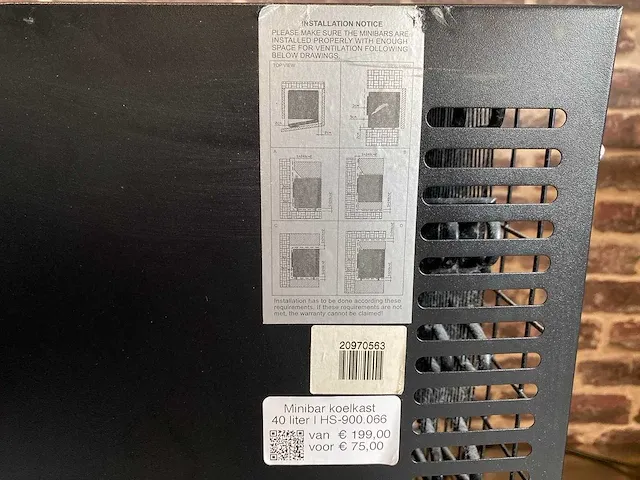 INSTALLATION NOTICE
PLEASE MAKE SURE THE MINIBARS ARE
INSTALLED PROPERLY WITH ENOUGH
SPACE FOR VENTILATION FOLLOWING
BELOW DRAWINGS.
TOP VIEW
A
B
C
D
Installation has to be done according these
requirements. If these requirements are not
met, the warranty cannot be claimed!
20970563
Minibar koelkast
40 liter | HS-900.066
van € 199,00
voor € 75,00